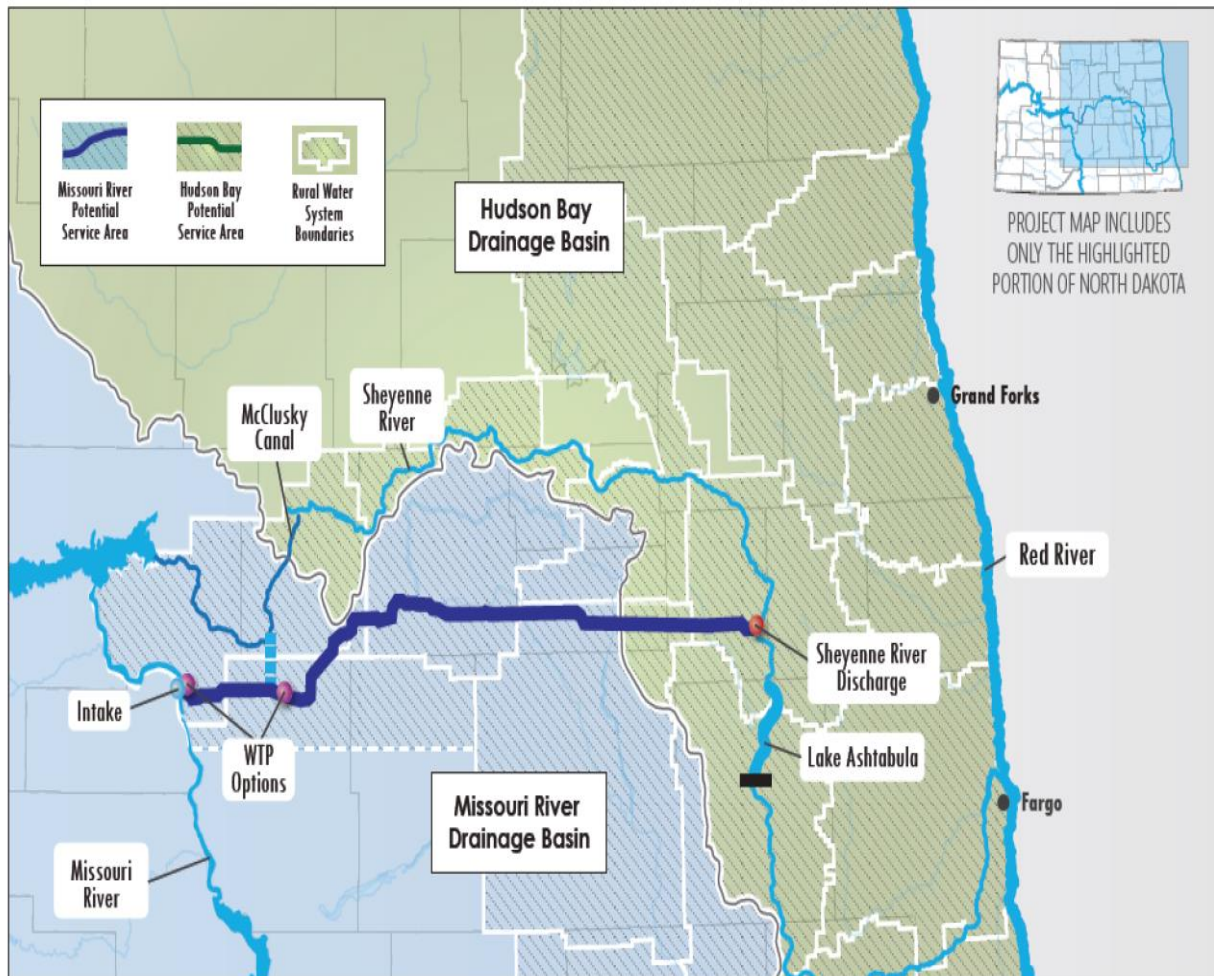 Missouri River
Potential
Service Area
Hudson Bay
Potential
Service Area
Rural Water
System
Boundaries
Hudson Bay
Drainage Basin
PROJECT MAP INCLUDES
ONLY THE HIGHLIGHTED
PORTION OF NORTH DAKOTA
McClusky
Canal
Sheyenne
River
Grand Forks
Red River
Sheyenne River
Discharge
Intake
WTP
Options
Lake Ashtabula
Missouri River
Drainage Basin
Fargo
Missouri
River